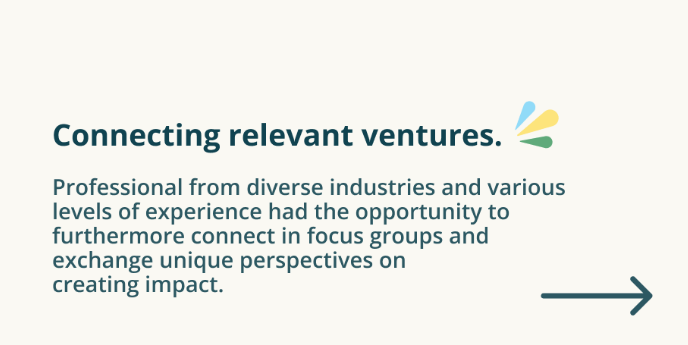 Connecting relevant ventures.
Professional from diverse industries and various
levels of experience had the opportunity to
furthermore connect in focus groups and
exchange unique perspectives on
creating impact.